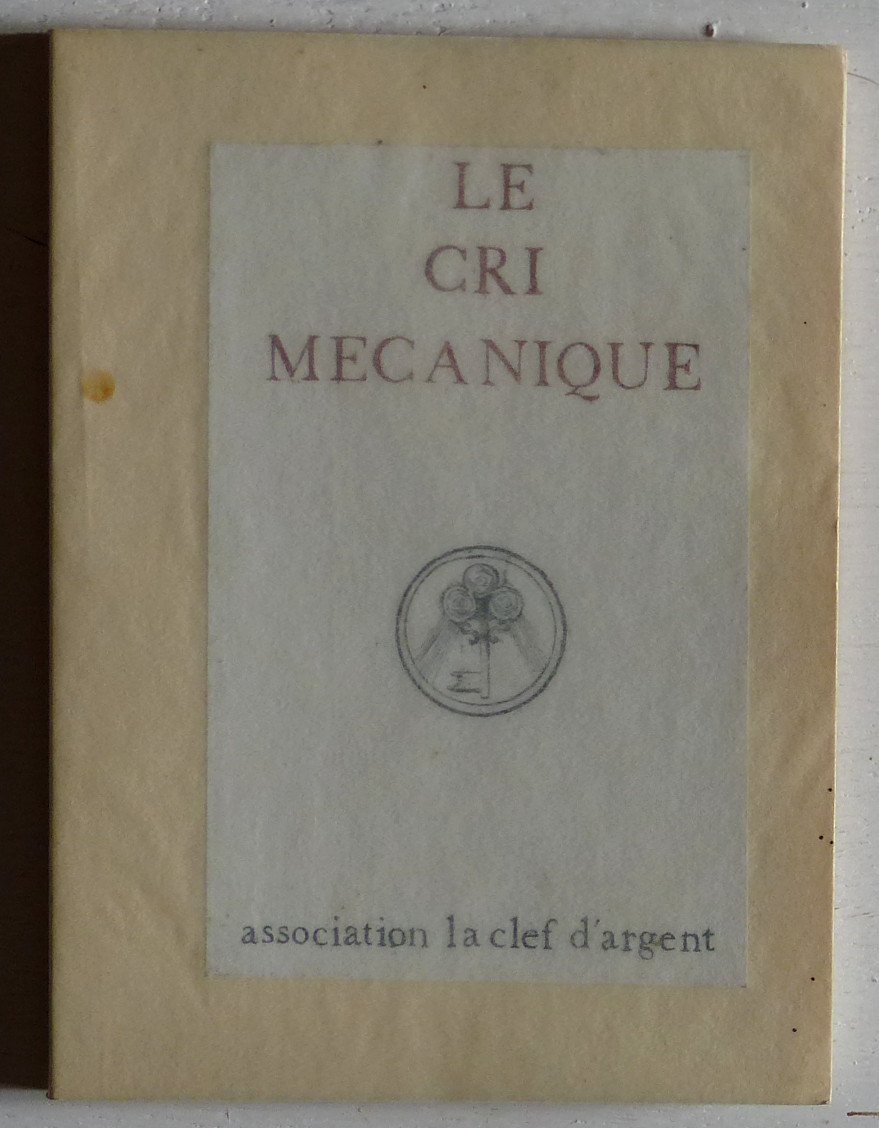 LE
CRI
MECANIQUE
association la clef d'argent